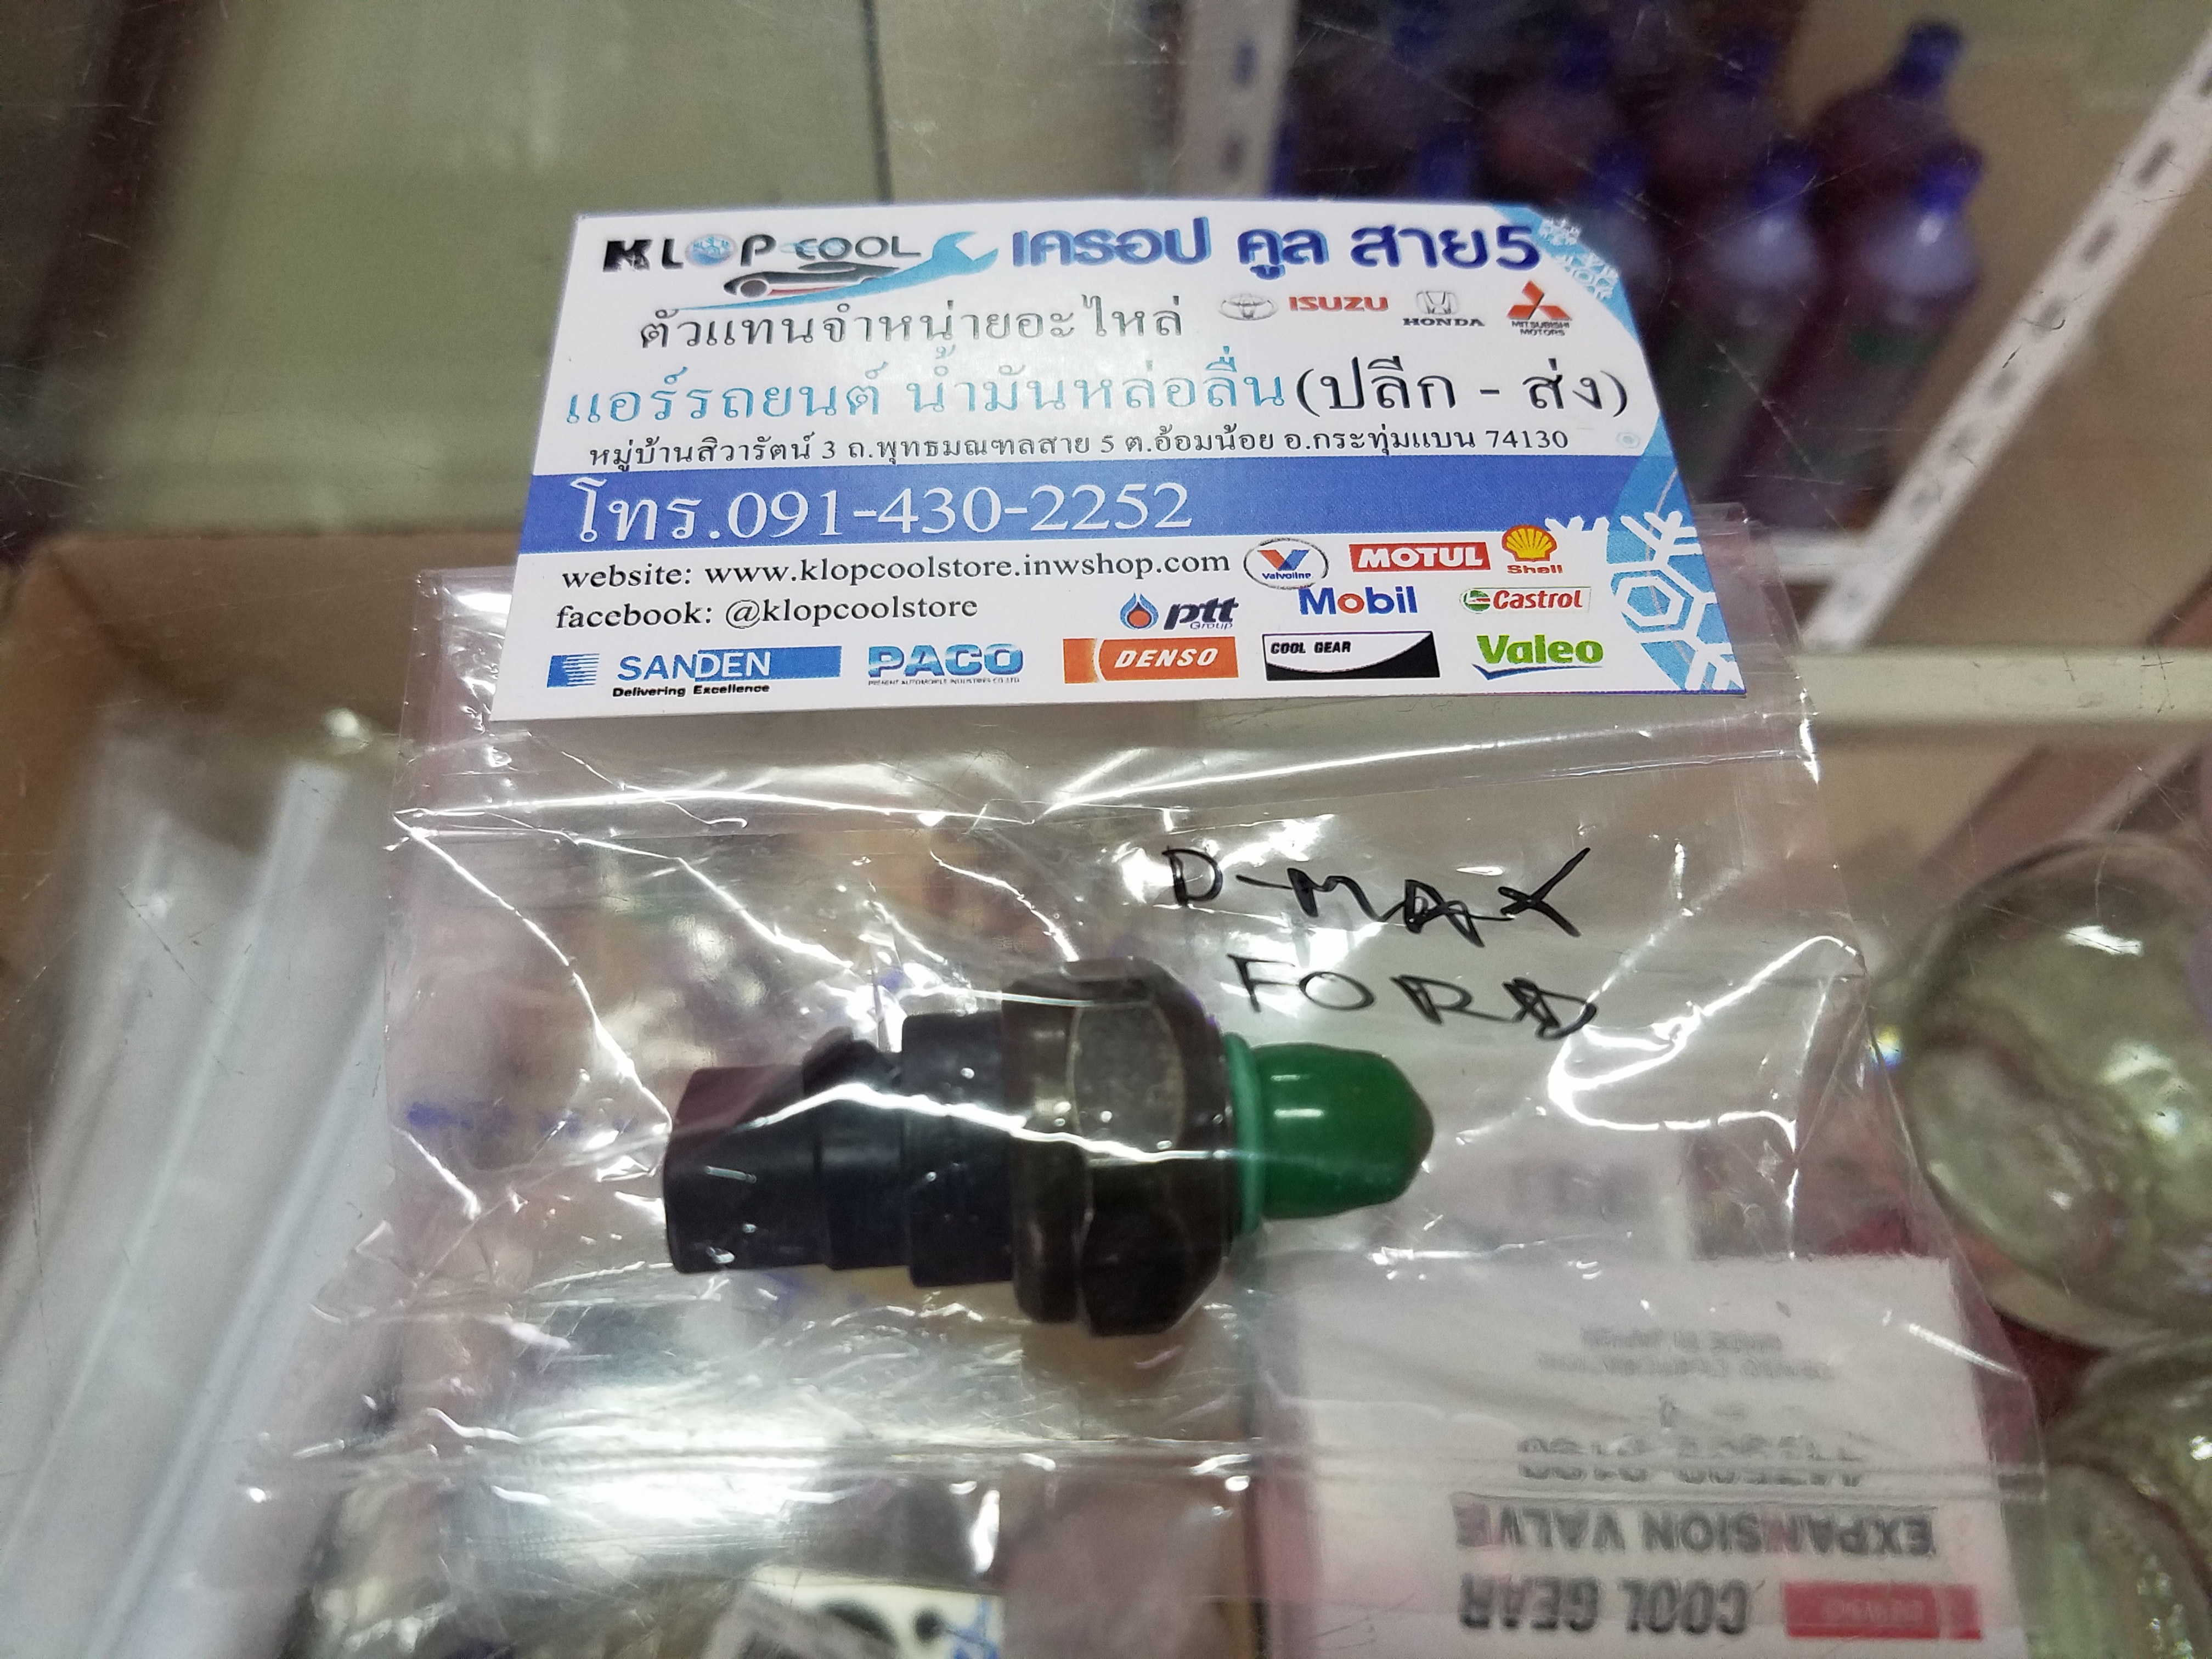 KLOP COOL เครอป คูล สาย5
ตัวแทนจำหน่ายอะไหล่ ISUZU HONDA MITSUBISHI MOTORS
แอร์รถยนต์ น้ำมันหล่อลื่น (ปลีก - ส่ง)
หมู่บ้านสิวารัตน์ 3 ถ.พุทธมณฑลสาย 5 ต.อ้อมน้อย อ.กระทุ่มแบน 74130
โทร.091-430-2252
website: www.klopcoolstore.inwshop.com Valvoline MOTUL Shell
facebook: @klopcoolstore ptt Group Mobil Castrol
SANDEN PACO DENSO COOL GEAR Valeo
Delivering Excellence
D-MAX
FORD
EXPANSION VALVE
COOL GEAR